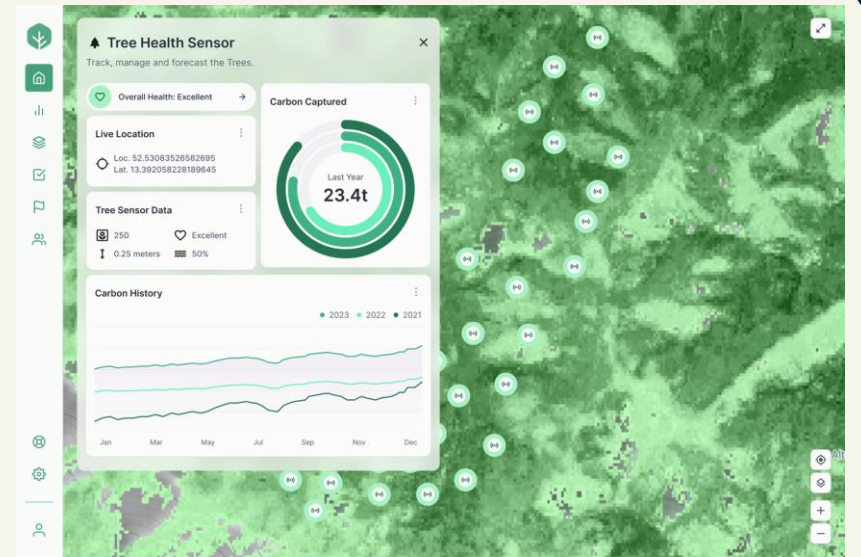 Tree Health Sensor
Track, manage and forecast the Trees.
Overall Health: Excellent
Carbon Captured
Last Year
23.4t
Live Location
Loc. 52.53083526582695
Lat. 13.392058228189645
Tree Sensor Data
250
Excellent
0.25 meters
50%
Carbon History
2023
2022
2021
Jan
Mar
May
Jul
Sep
Nov
Dec